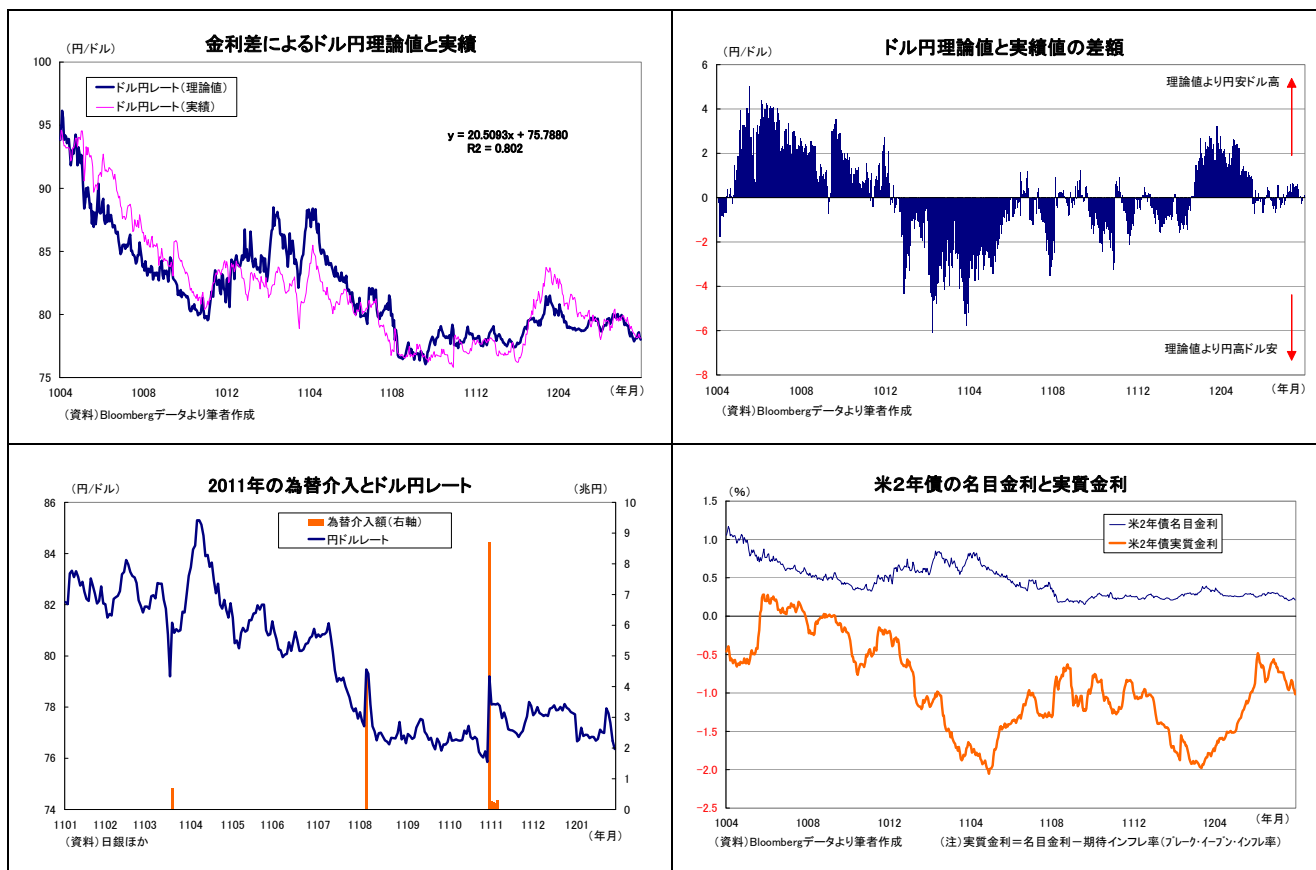 金利差によるドル円理論値と実績
(円/ドル)
100
95
90
85
80
75
ドル円レート(理論値)
ドル円レート(実績)
y = 20.5093x + 75.7880
R2 = 0.802
1004 1008 1012 1104 1108 1112 1204 (年月)
(資料)Bloombergデータより筆者作成
ドル円理論値と実績値の差額
(円/ドル)
6
4
2
0
-2
-4
-6
-8
理論値より円安ドル高
理論値より円高ドル安
1004 1008 1012 1104 1108 1112 1204 (年月)
(資料)Bloombergデータより筆者作成
2011年の為替介入とドル円レート
(円/ドル) (兆円)
86
84
82
80
78
76
74
10
9
8
7
6
5
4
3
2
1
0
為替介入額(右軸)
円ドルレート
1101 1102 1103 1104 1105 1106 1107 1108 1109 1110 1111 1112 1201
(年月)
(資料)日銀ほか
米2年債の名目金利と実質金利
(%)
1.5
1.0
0.5
0.0
-0.5
-1.0
-1.5
-2.0
-2.5
米2年債名目金利
米2年債実質金利
1004 1008 1012 1104 1108 1112 1204 (年月)
(資料)Bloombergデータより筆者作成 (注)実質金利=名目金利-期待インフレ率(ブレーク・イーブン・インフレ率)